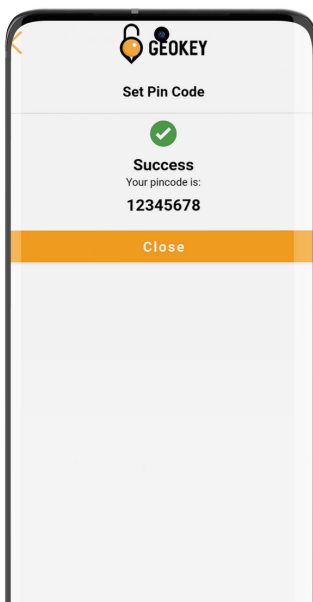 GEOKEY
Set Pin Code
Success
Your pincode is:
12345678
Close